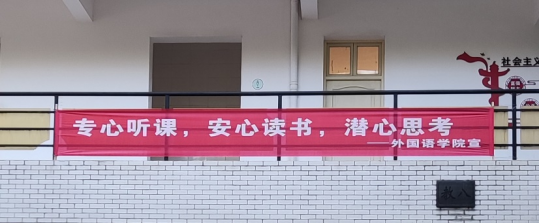 社会主义
专心听课，安心读书，潜心思考
——外国语学院宣